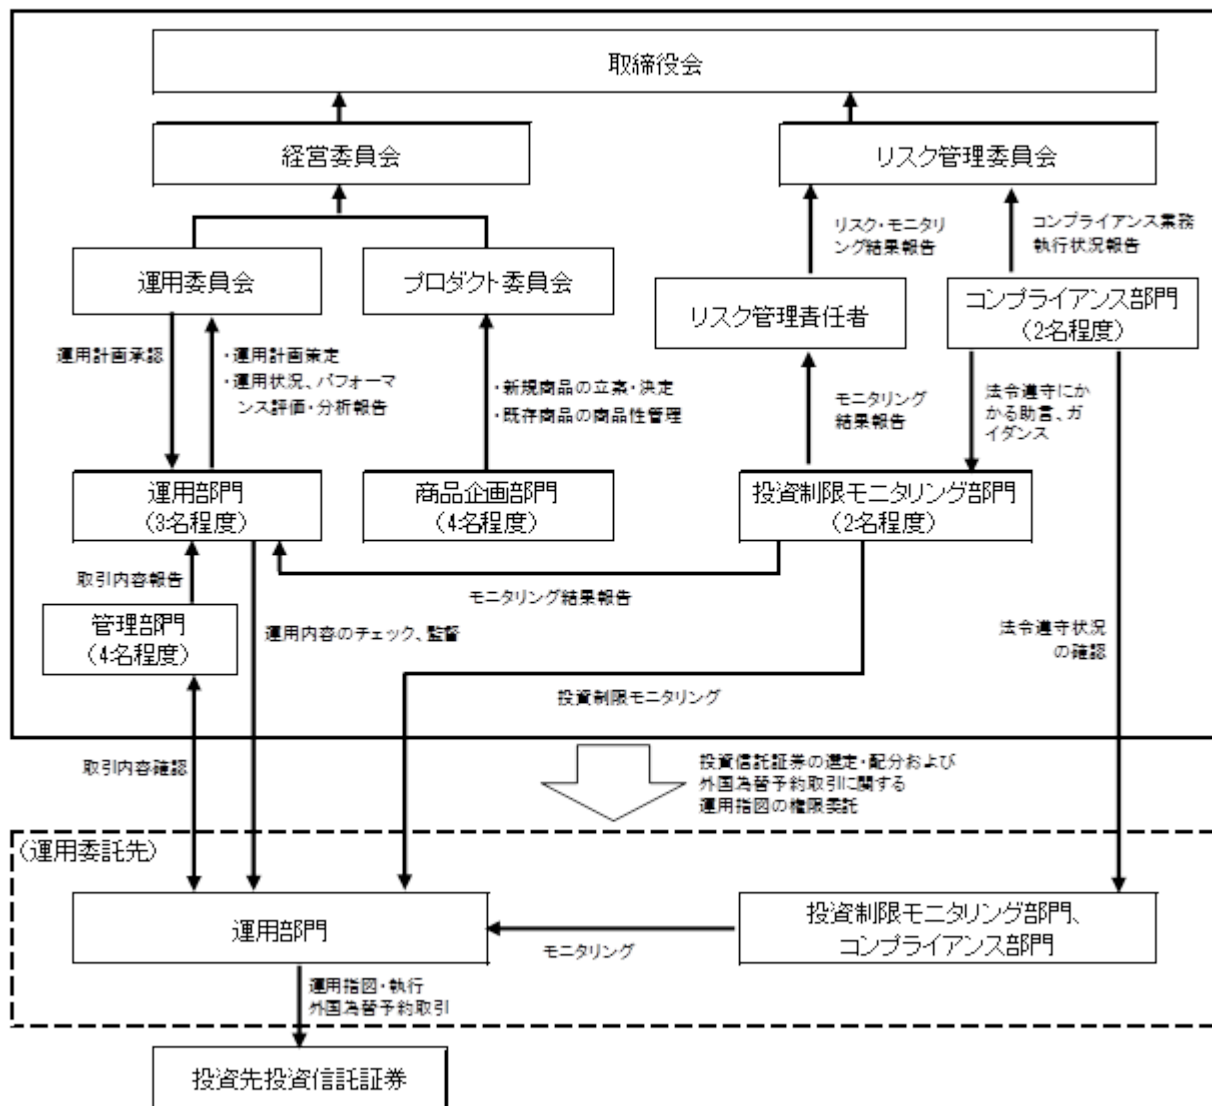 取締役会
経営委員会
リスク管理委員会
リスク・モニタリ
ング結果報告
コンプライアンス業務
執行状況報告
運用委員会
プロダクト委員会
リスク管理責任者
コンプライアンス部門
(2名程度)
運用計画承認
・運用計画策定
・運用状況、パフォーマ
ンス評価・分析報告
・新規商品の立案・決定
・既存商品の商品性管理
モニタリング
結果報告
法令遵守にか
かる助言、ガ
イダンス
運用部門
(3名程度)
商品企画部門
(4名程度)
投資制限モニタリング部門
(2名程度)
取引内容報告
モニタリング結果報告
管理部門
(4名程度)
運用内容のチェック、監督
法令遵守状況
の確認
投資制限モニタリング
取引内容確認
投資信託証券の選定・配分および
外国為替予約取引に関する
運用指図の権限委託
(運用委託先)
運用部門
モニタリング
投資制限モニタリング部門、
コンプライアンス部門
運用指図・執行
外国為替予約取引
投資先投資信託証券